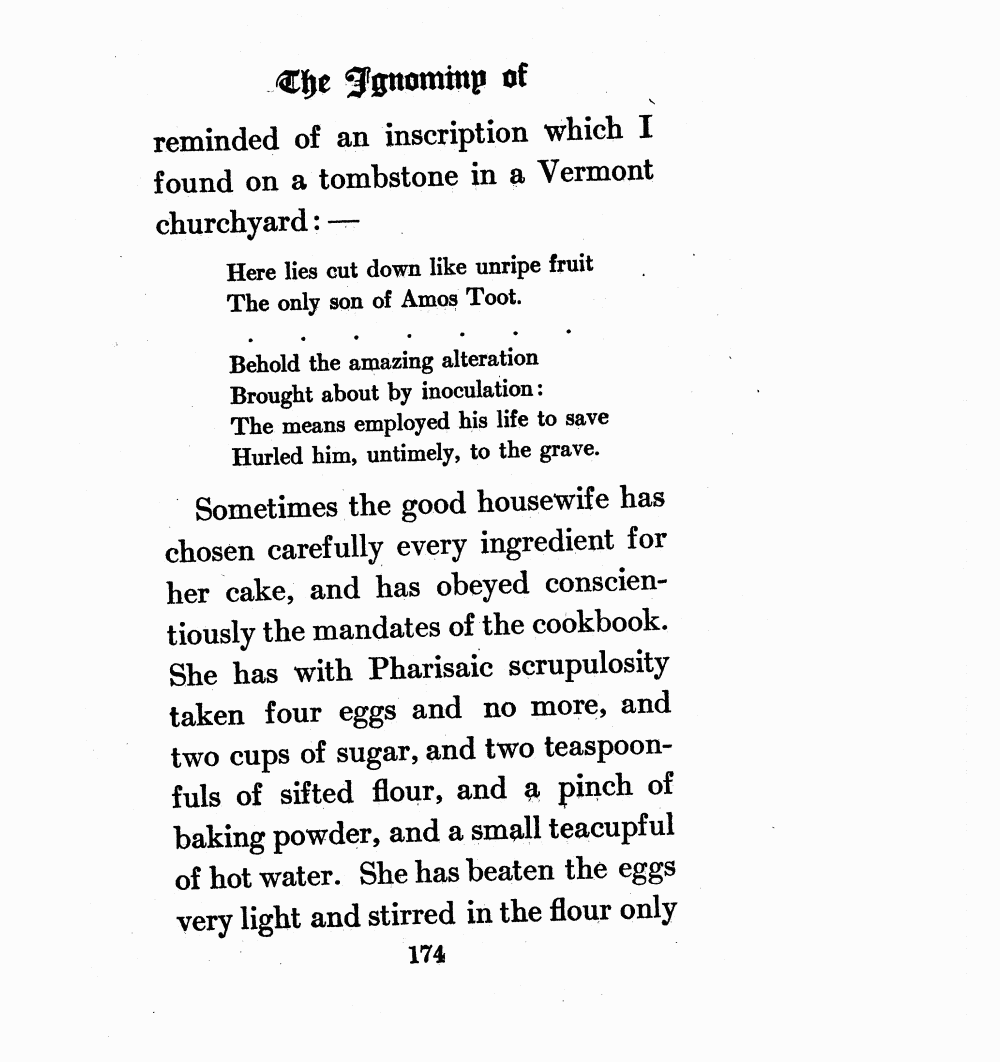 The Ignominy of
reminded of an inscription which I
found on a tombstone in a Vermont
churchyard: —
Here lies cut down like unripe fruit
The only son of Amos Toot.
. . . . . . .
Behold the amazing alteration
Brought about by inoculation:
The means employed his life to save
Hurled him, untimely, to the grave.
Sometimes the good housewife has
chosen carefully every ingredient for
her cake, and has obeyed conscien-
tiously the mandates of the cookbook.
She has with Pharisaic scrupulosity
taken four eggs and no more, and
two cups of sugar, and two teaspoon-
fuls of sifted flour, and a pinch of
baking powder, and a small teacupful
of hot water. She has beaten the eggs
very light and stirred in the flour only
174